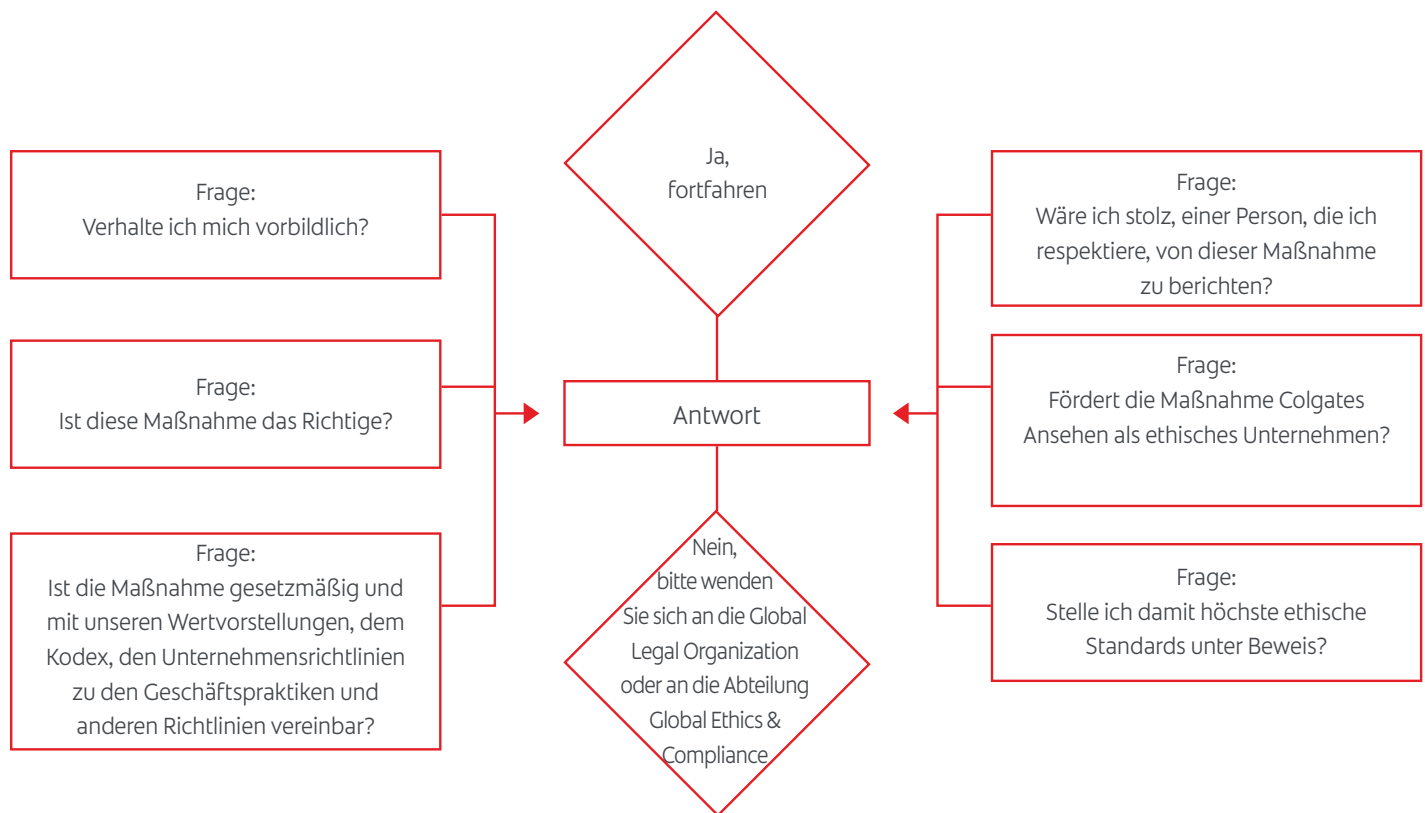 Frage:
Verhalte ich mich vorbildlich?
Frage:
Ist diese Maßnahme das Richtige?
Frage:
Ist die Maßnahme gesetzmäßig und
mit unseren Wertvorstellungen, dem
Kodex, den Unternehmensrichtlinien
zu den Geschäftspraktiken und
anderen Richtlinien vereinbar?
Ja,
fortfahren
Antwort
Nein,
bitte wenden
Sie sich an die Global
Legal Organization
oder an die Abteilung
Global Ethics &
Compliance
Frage:
Wäre ich stolz, einer Person, die ich
respektiere, von dieser Maßnahme
zu berichten?
Frage:
Fördert die Maßnahme Colgates
Ansehen als ethisches Unternehmen?
Frage:
Stelle ich damit höchste ethische
Standards unter Beweis?